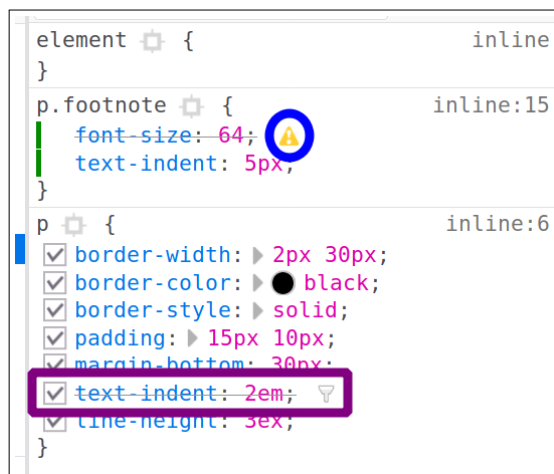 element {
inline
}
p.footnote {
inline:15
font-size: 64;
text-indent: 5px;
}
p {
inline:6
border-width: 2px 30px;
border-color: black;
border-style: solid;
padding: 15px 10px;
margin-bottom: 30px;
text-indent: 2em;
line-height: 3ex;
}